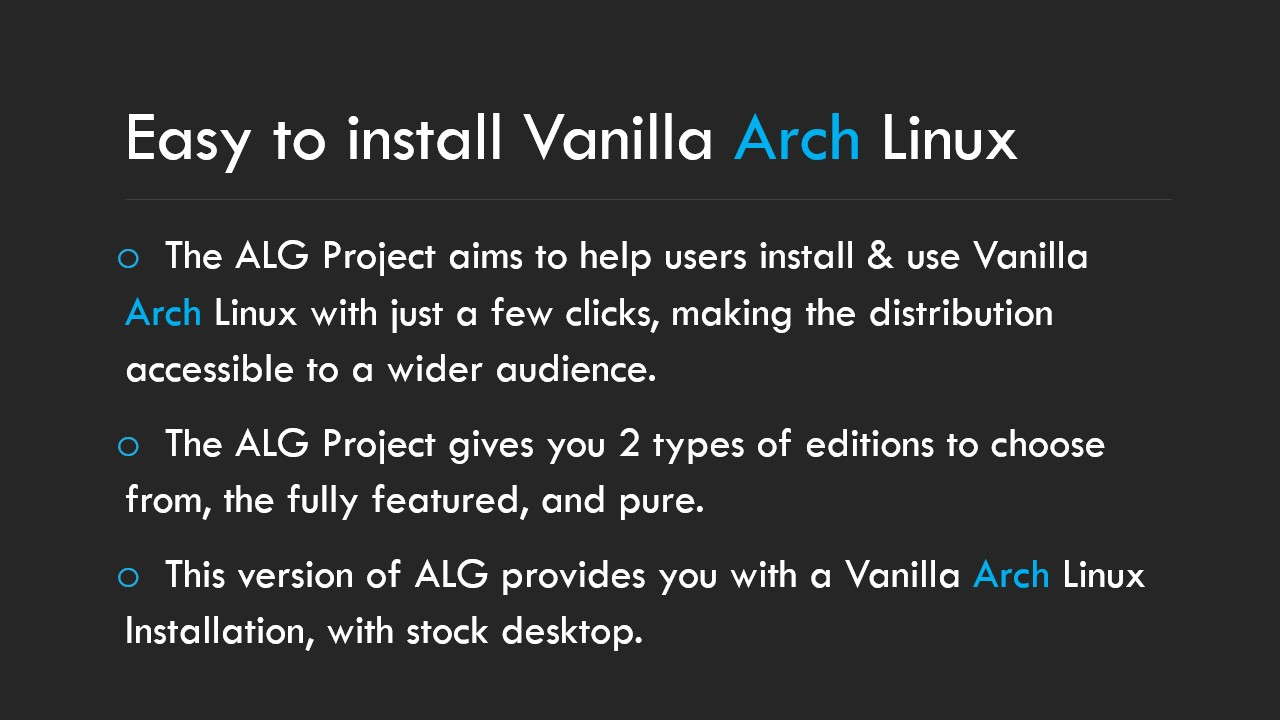 Easy to install Vanilla Arch Linux
o The ALG Project aims to help users install & use Vanilla
Arch Linux with just a few clicks, making the distribution
accessible to a wider audience.
o The ALG Project gives you 2 types of editions to choose
from, the fully featured, and pure.
o This version of ALG provides you with a Vanilla Arch Linux
Installation, with stock desktop.